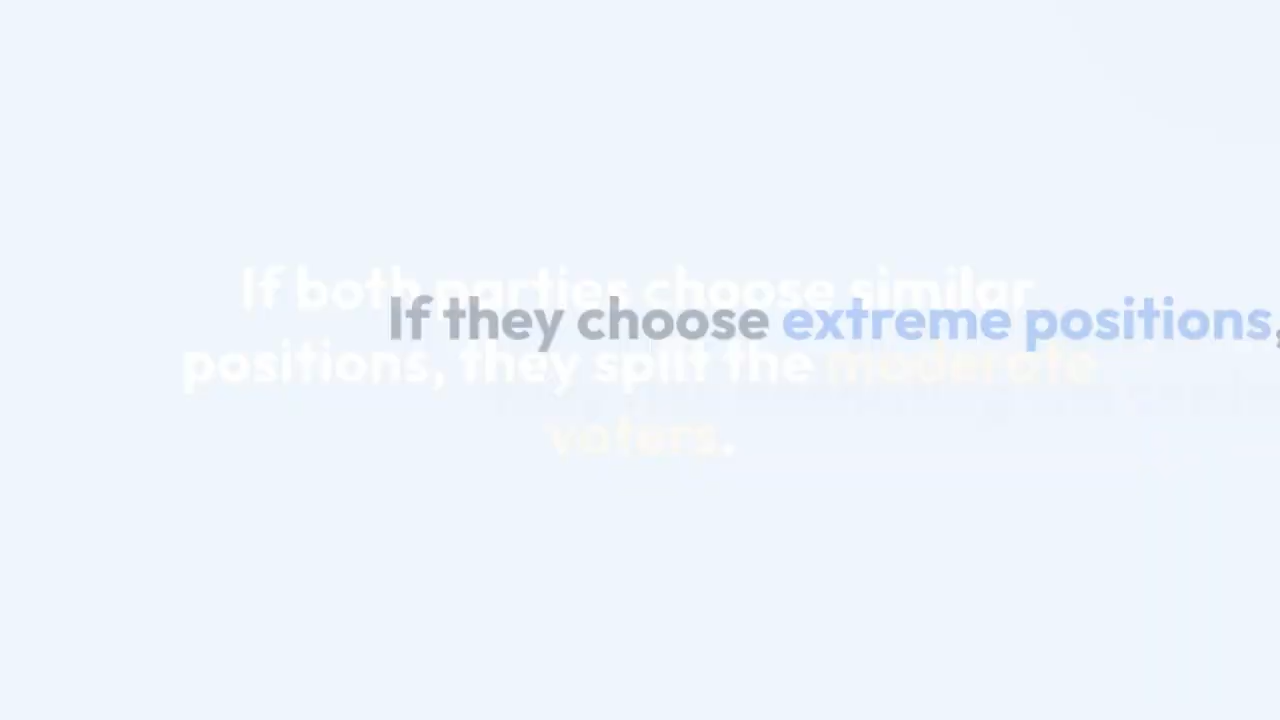 If both parties choose similar
positions, they split the moderate
voters.
If they choose extreme positions,